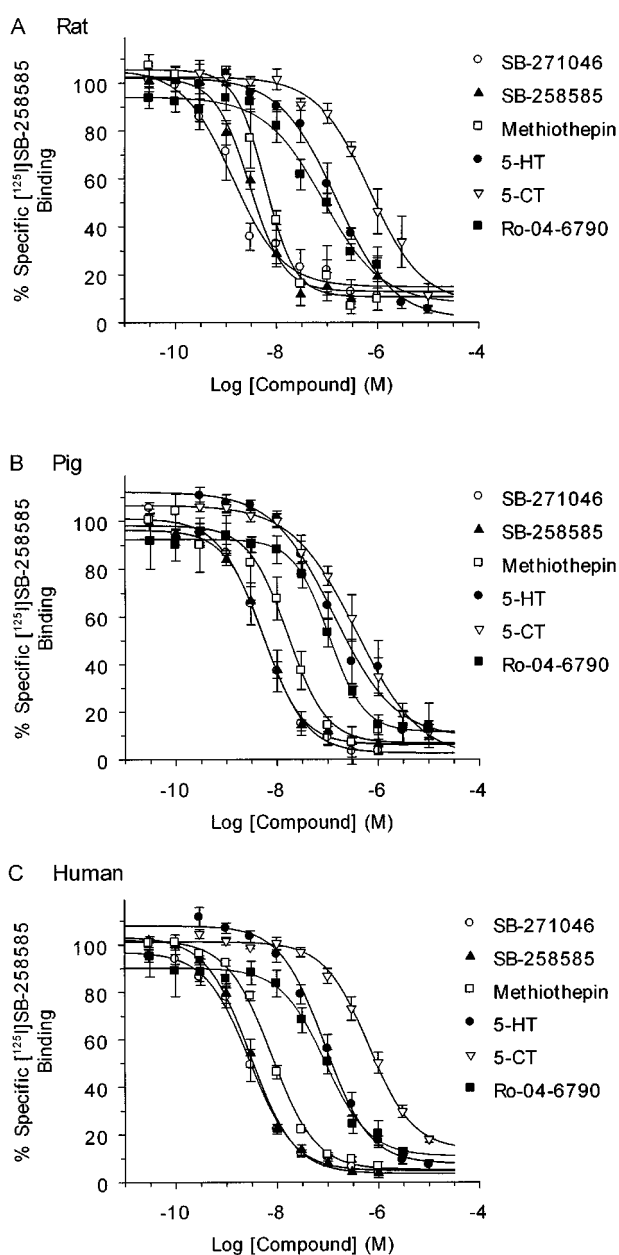 A Rat
% Specific [¹²⁵I]SB-258585
Binding
100
80
60
40
20
0
-10
-8
-6
-4
Log [Compound] (M)
SB-271046
SB-258585
Methiothepin
5-HT
5-CT
Ro-04-6790
B Pig
% Specific [¹²⁵I]SB-258585
Binding
100
80
60
40
20
0
-10
-8
-6
-4
Log [Compound] (M)
SB-271046
SB-258585
Methiothepin
5-HT
5-CT
Ro-04-6790
C Human
% Specific [¹²⁵I]SB-258585
Binding
100
80
60
40
20
0
-10
-8
-6
-4
Log [Compound] (M)
SB-271046
SB-258585
Methiothepin
5-HT
5-CT
Ro-04-6790